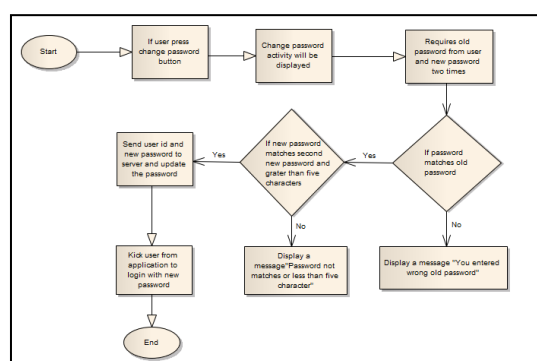 Start
If user press
change password
button
Change password
activity will be
displayed
Requires old
password from user
and new password
two times
If password
matches old
password
Yes
No
Display a message "You entered
wrong old password"
If new password
matches second
new password and
grater than five
characters
Yes
No
Display a
message"Password not
matches or less than five
character"
Send user id and
new password to
server and update
the password
Kick user from
application to
login with new
password
End